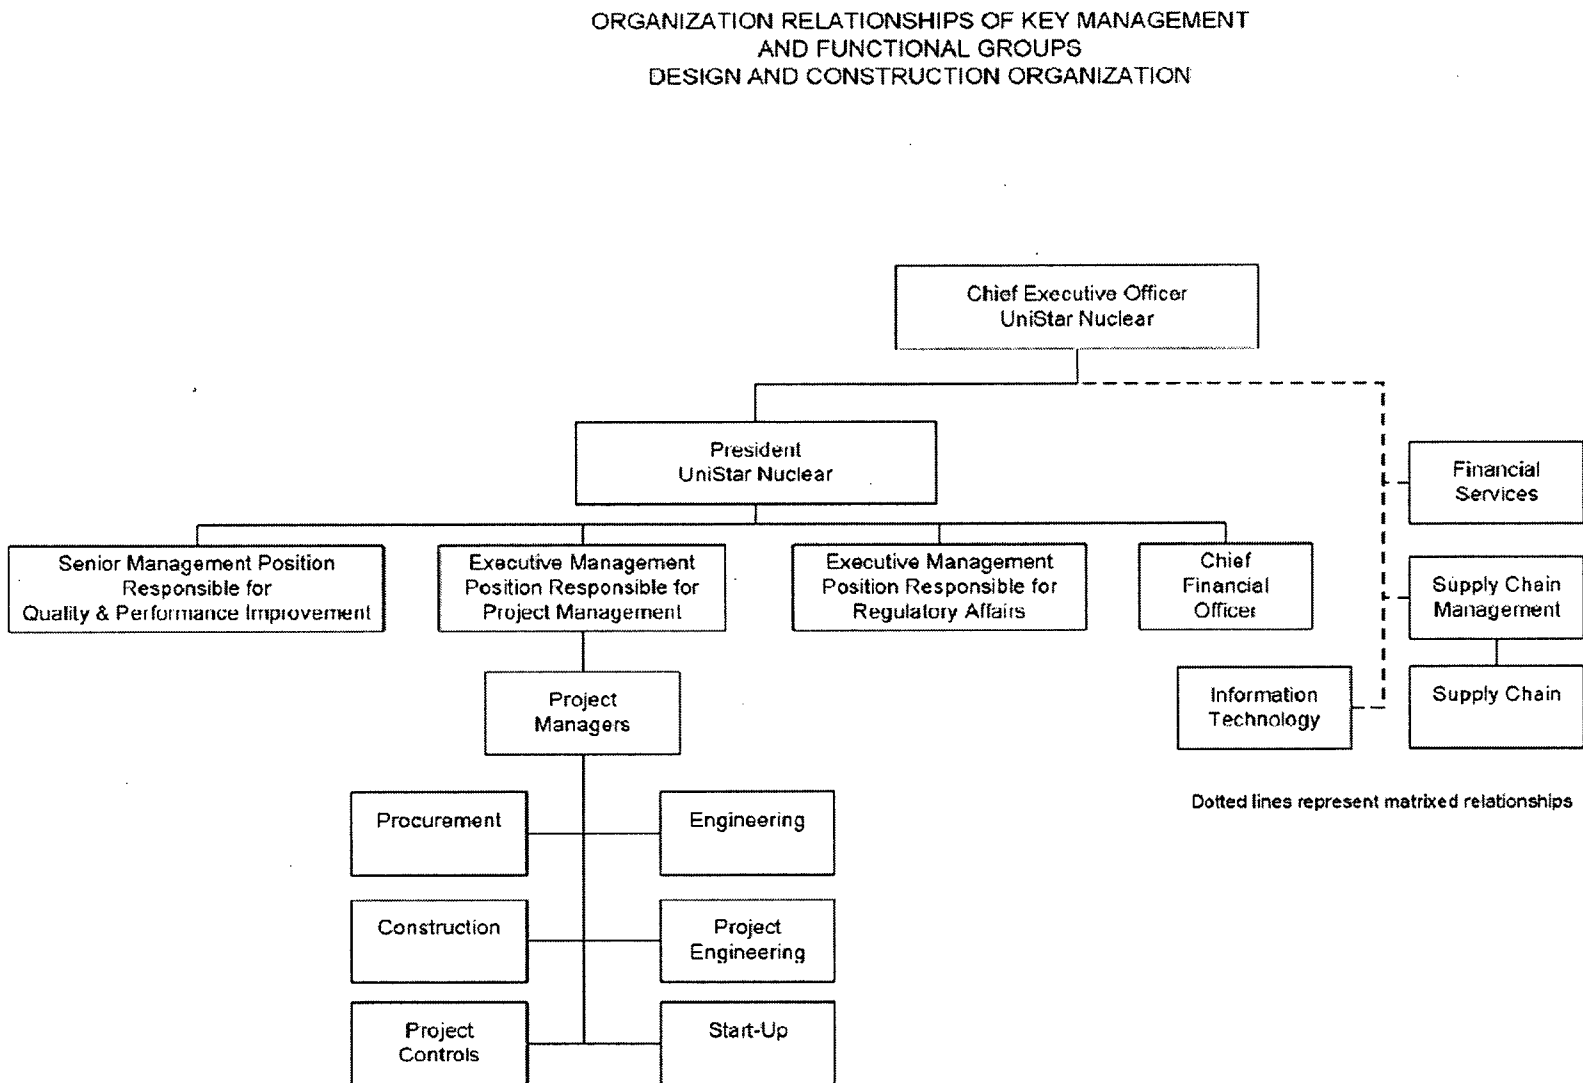 ORGANIZATION RELATIONSHIPS OF KEY MANAGEMENT
AND FUNCTIONAL GROUPS
DESIGN AND CONSTRUCTION ORGANIZATION
Chief Executive Officer
UniStar Nuclear
President
UniStar Nuclear
Financial
Services
Senior Management Position
Responsible for
Quality & Performance Improvement
Executive Management
Position Responsible for
Project Management
Executive Management
Position Responsible for
Regulatory Affairs
Chief
Financial
Officer
Supply Chain
Management
Project
Managers
Information
Technology
Supply Chain
Dotted lines represent matrixed relationships
Procurement
Engineering
Construction
Project
Engineering
Project
Controls
Start-Up